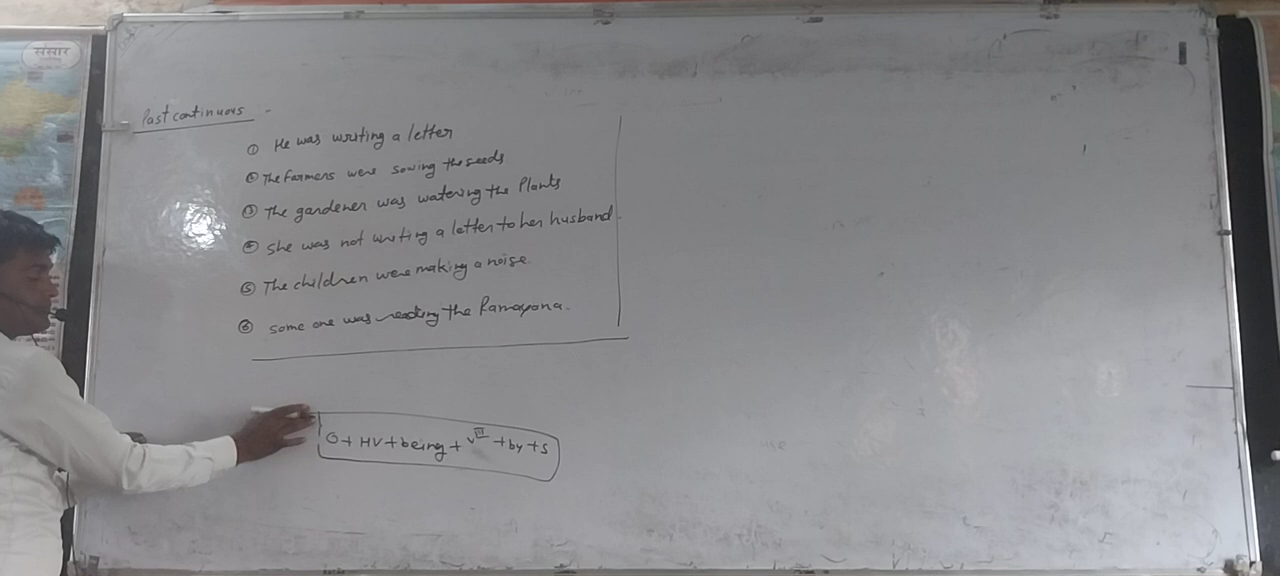 संसार
Past continuous -
① He was writing a letter
② The farmers were sowing the seeds
③ The gardener was watering the Plants
④ She was not writing a letter to her husband.
⑤ The children were making a noise.
⑥ some one was reading the Ramayana.
O + HV + being + V III + by + S